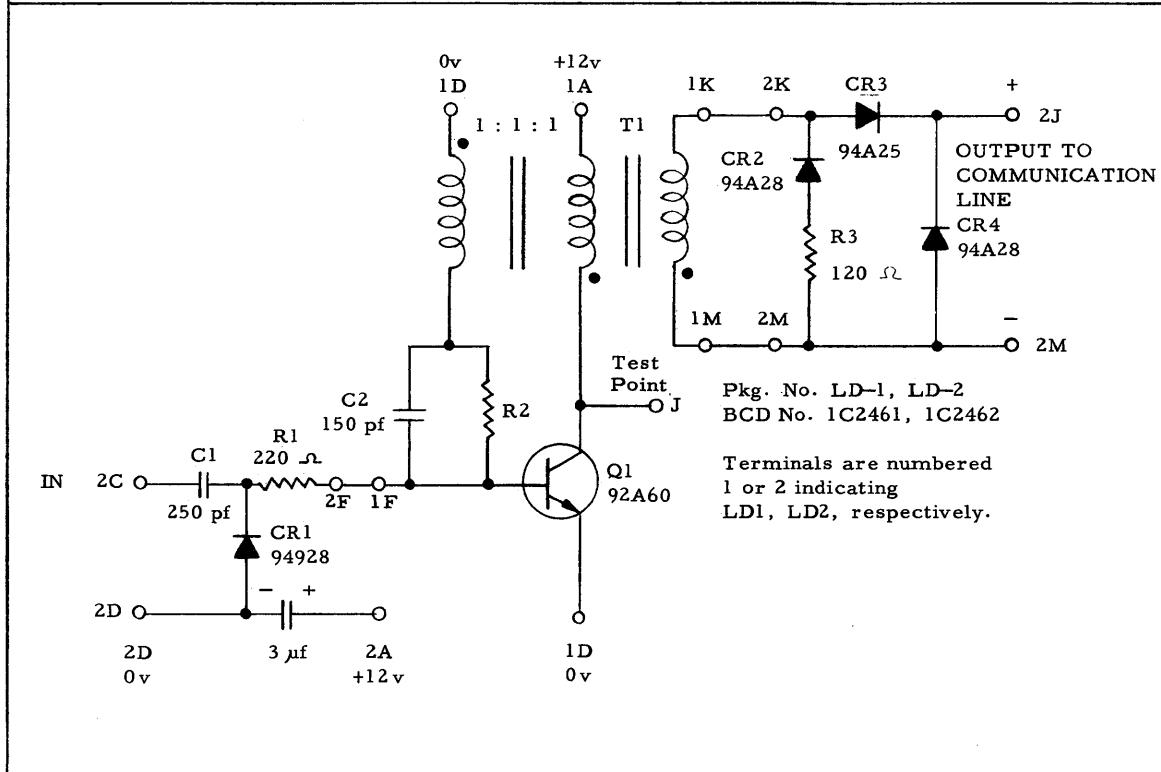 0v
1D
+12v
1A
1 : 1 : 1
T1
1K
2K
CR3
94A25
+
2J
CR2
94A28
OUTPUT TO
COMMUNICATION
LINE
R3
120 Ω
CR4
94A28
1M
2M
−
2M
Test
Point
J
Pkg. No. LD-1, LD-2
BCD No. 1C2461, 1C2462
C2
150 pf
R2
R1
220 Ω
C1
250 pf
IN
2C
2F
1F
Q1
92A60
Terminals are numbered
1 or 2 indicating
LD1, LD2, respectively.
CR1
94928
− +
2D
2D
0v
3 μf
2A
+12v
1D
0v